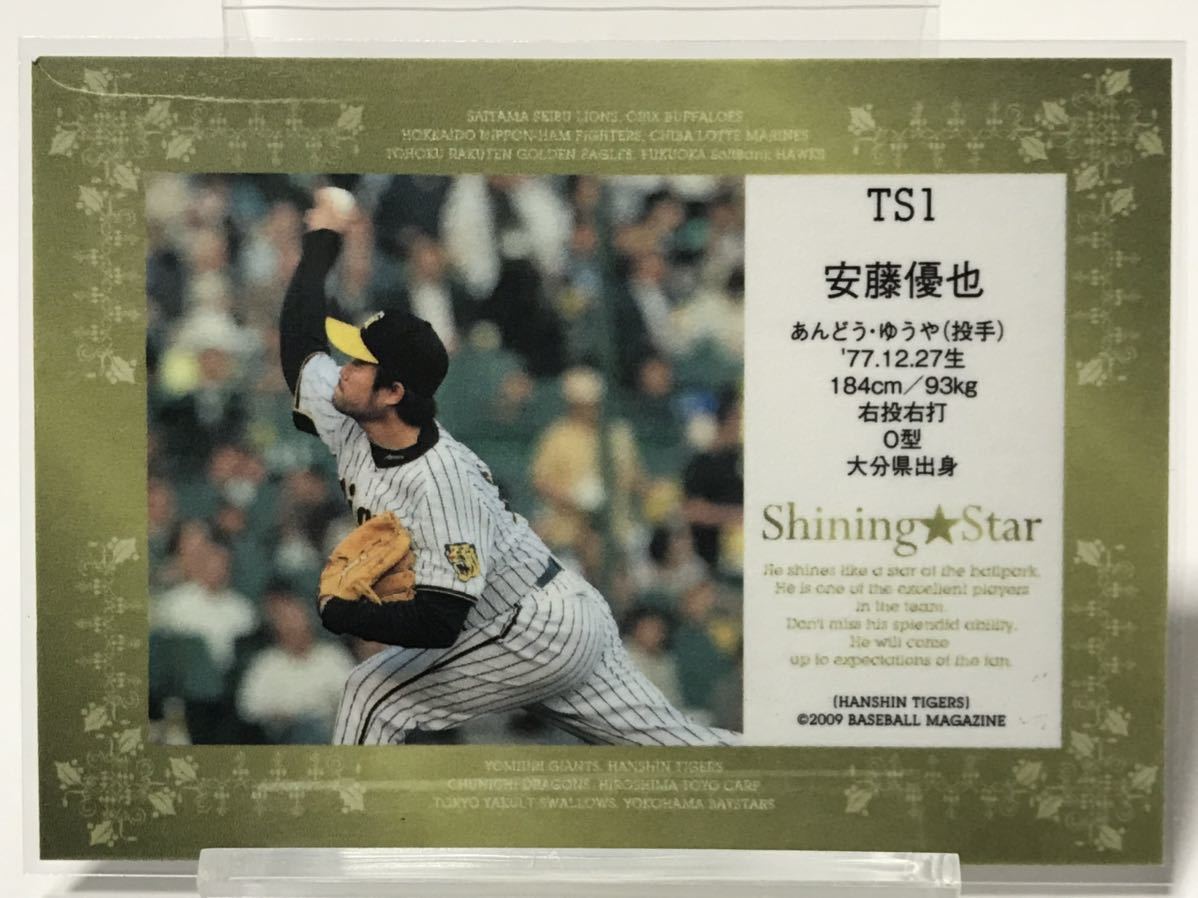 SAITAMA SEIBU LIONS, ORIX BUFFALOES
HOKKAIDO NIPPON-HAM FIGHTERS, CHIBA LOTTE MARINES
TOHOKU RAKUTEN GOLDEN EAGLES, FUKUOKA SoftBank HAWKS
TS1
安藤優也
あんどう・ゆうや(投手)
'77.12.27生
184cm/93kg
右投右打
O型
大分県出身
Shining★Star
He shines like a star of the ballpark.
He is one of the excellent players
in the team.
Don't miss his splendid ability.
He will come
up to expectations of the fan.
(HANSHIN TIGERS)
©2009 BASEBALL MAGAZINE
YOMIURI GIANTS, HANSHIN TIGERS
CHUNICHI DRAGONS, HIROSHIMA TOYO CARP
TOKYO YAKULT SWALLOWS, YOKOHAMA BAYSTARS